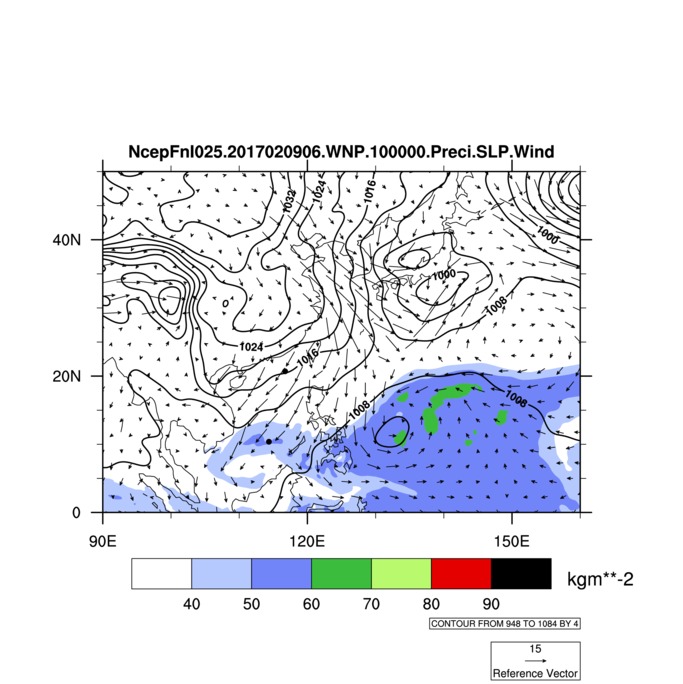 NcepFnl025.2017020906.WNP.100000.Preci.SLP.Wind
1032
1024
1016
1000
40N
1000
0
1008
1024
1016
20N
1008
1008
0
90E
120E
150E
40
50
60
70
80
90
kgm**-2
CONTOUR FROM 948 TO 1084 BY 4
15
Reference Vector